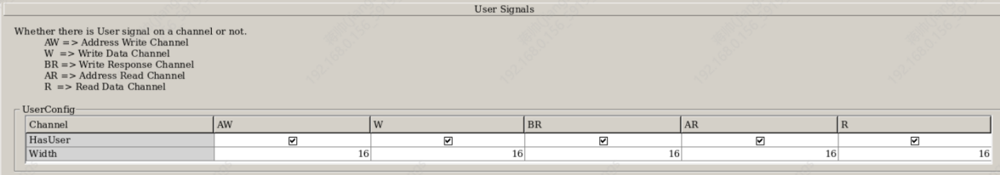 User Signals
Whether there is User signal on a channel or not.
AW => Address Write Channel
W => Write Data Channel
BR => Write Response Channel
AR => Address Read Channel
R => Read Data Channel
UserConfig
Channel AW W BR AR R
HasUser
Width 16 16 16 16 16